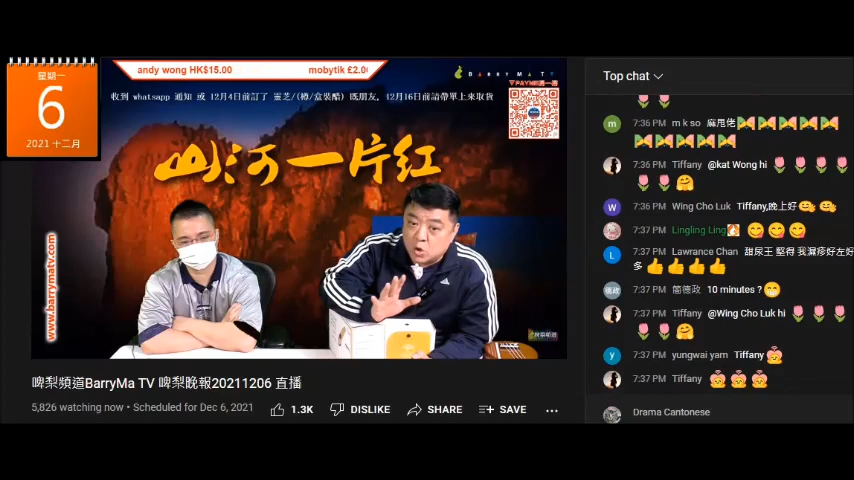 星期一
6
2021 十二月
andy wong HK$15.00
mobytik £2.0
BARRYMA TV
收到 whatsapp 通知 或 12月4日前訂了 靈芝/(樽/盒裝醋) 既朋友, 12月16日前請帶單上來取貨
山河一片红
www.barrymatv.com
啤梨頻道BarryMa TV 啤梨晚報20211206 直播
5,826 watching now • Scheduled for Dec 6, 2021
1.3K
DISLIKE
SHARE
SAVE
Top chat
7:36 PM m k so 麻甩佬
7:36 PM Tiffany @kat Wong hi
7:36 PM Wing Cho Luk Tiffany,晚上好
7:37 PM Lingling Ling
7:37 PM Lawrance Chan 甜尿王 堅得 我濕疹好左好
多
7:37 PM 10 minutes ?
7:37 PM Tiffany @Wing Cho Luk hi
7:37 PM yungwai yam Tiffany
7:37 PM Tiffany
Drama Cantonese